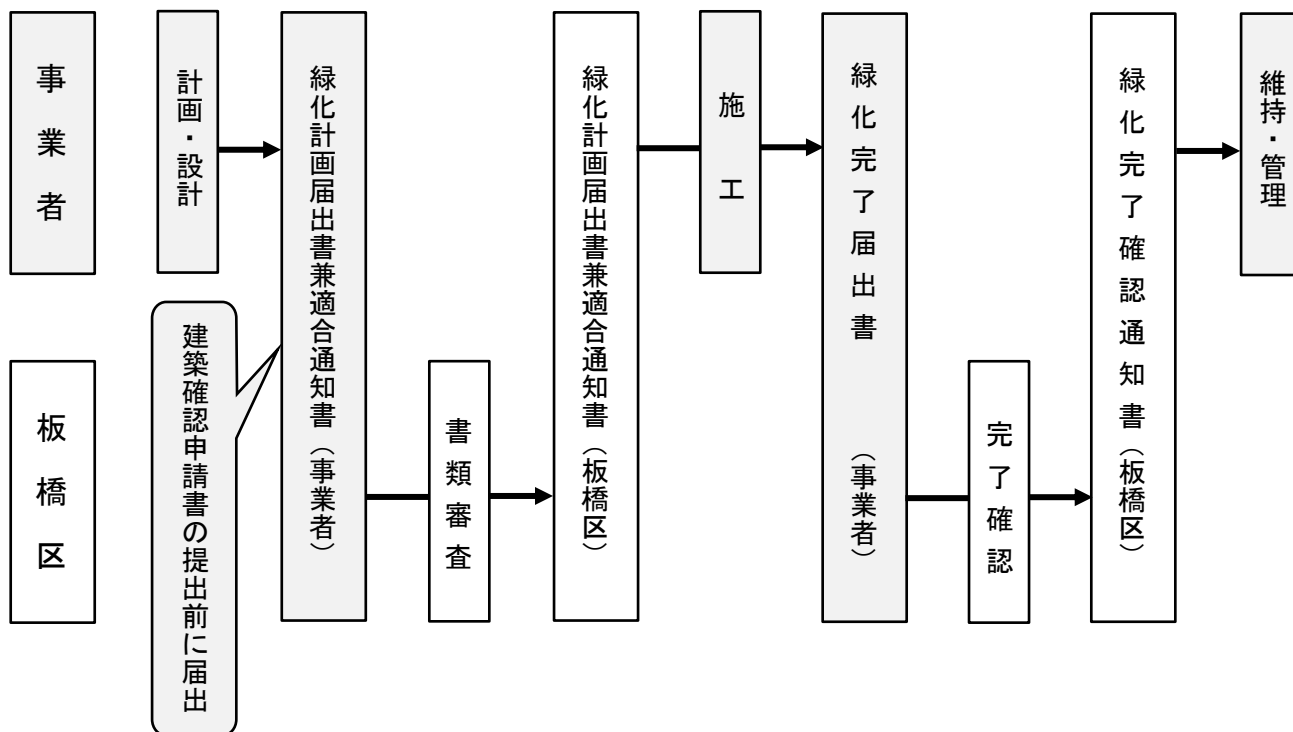 事業者
板橋区
計画・設計
建築確認申請書の提出前に届出
緑化計画届出書兼適合通知書（事業者）
書類審査
緑化計画届出書兼適合通知書（板橋区）
施工
緑化完了届出書（事業者）
完了確認
緑化完了確認通知書（板橋区）
維持・管理